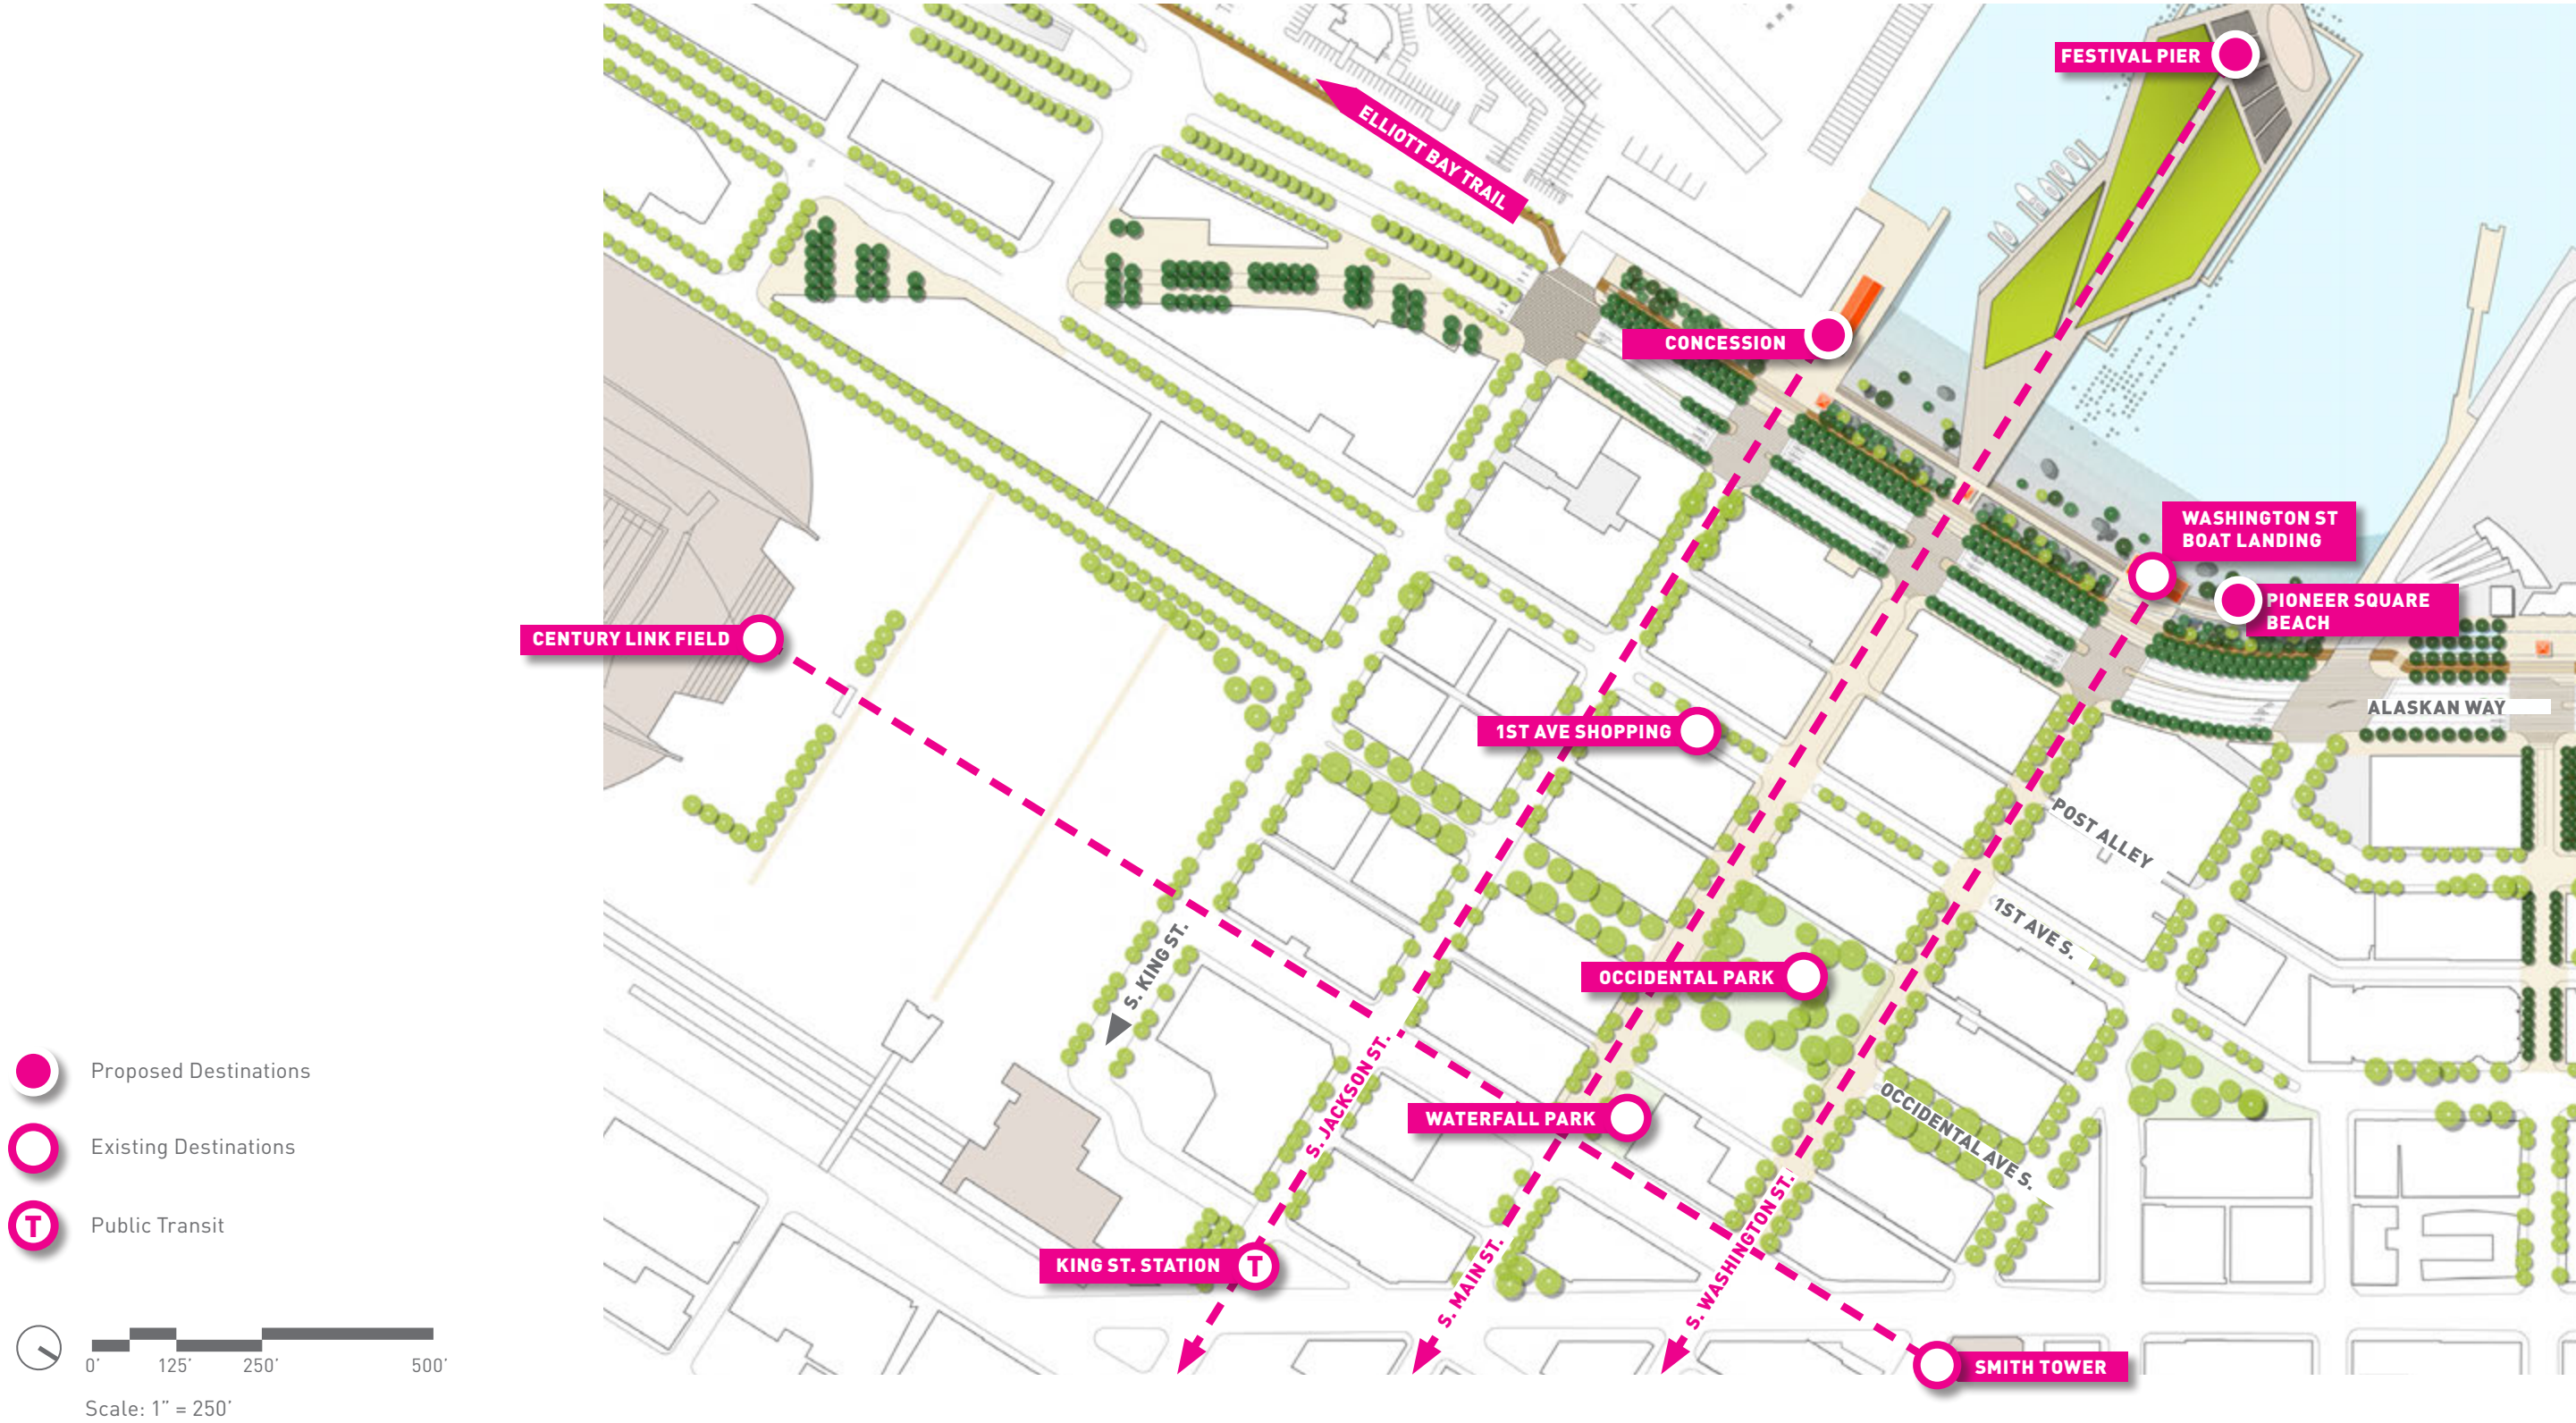 FESTIVAL PIER
ELLIOTT BAY TRAIL
CONCESSION
WASHINGTON ST
BOAT LANDING
PIONEER SQUARE
BEACH
CENTURY LINK FIELD
ALASKAN WAY
1ST AVE SHOPPING
POST ALLEY
1ST AVE S.
S. KING ST.
OCCIDENTAL PARK
S. JACKSON ST.
WATERFALL PARK
OCCIDENTAL AVE S.
S. MAIN ST.
S. WASHINGTON ST.
KING ST. STATION
T
SMITH TOWER
Proposed Destinations
Existing Destinations
T
Public Transit
0' 125' 250' 500'
Scale: 1” = 250'